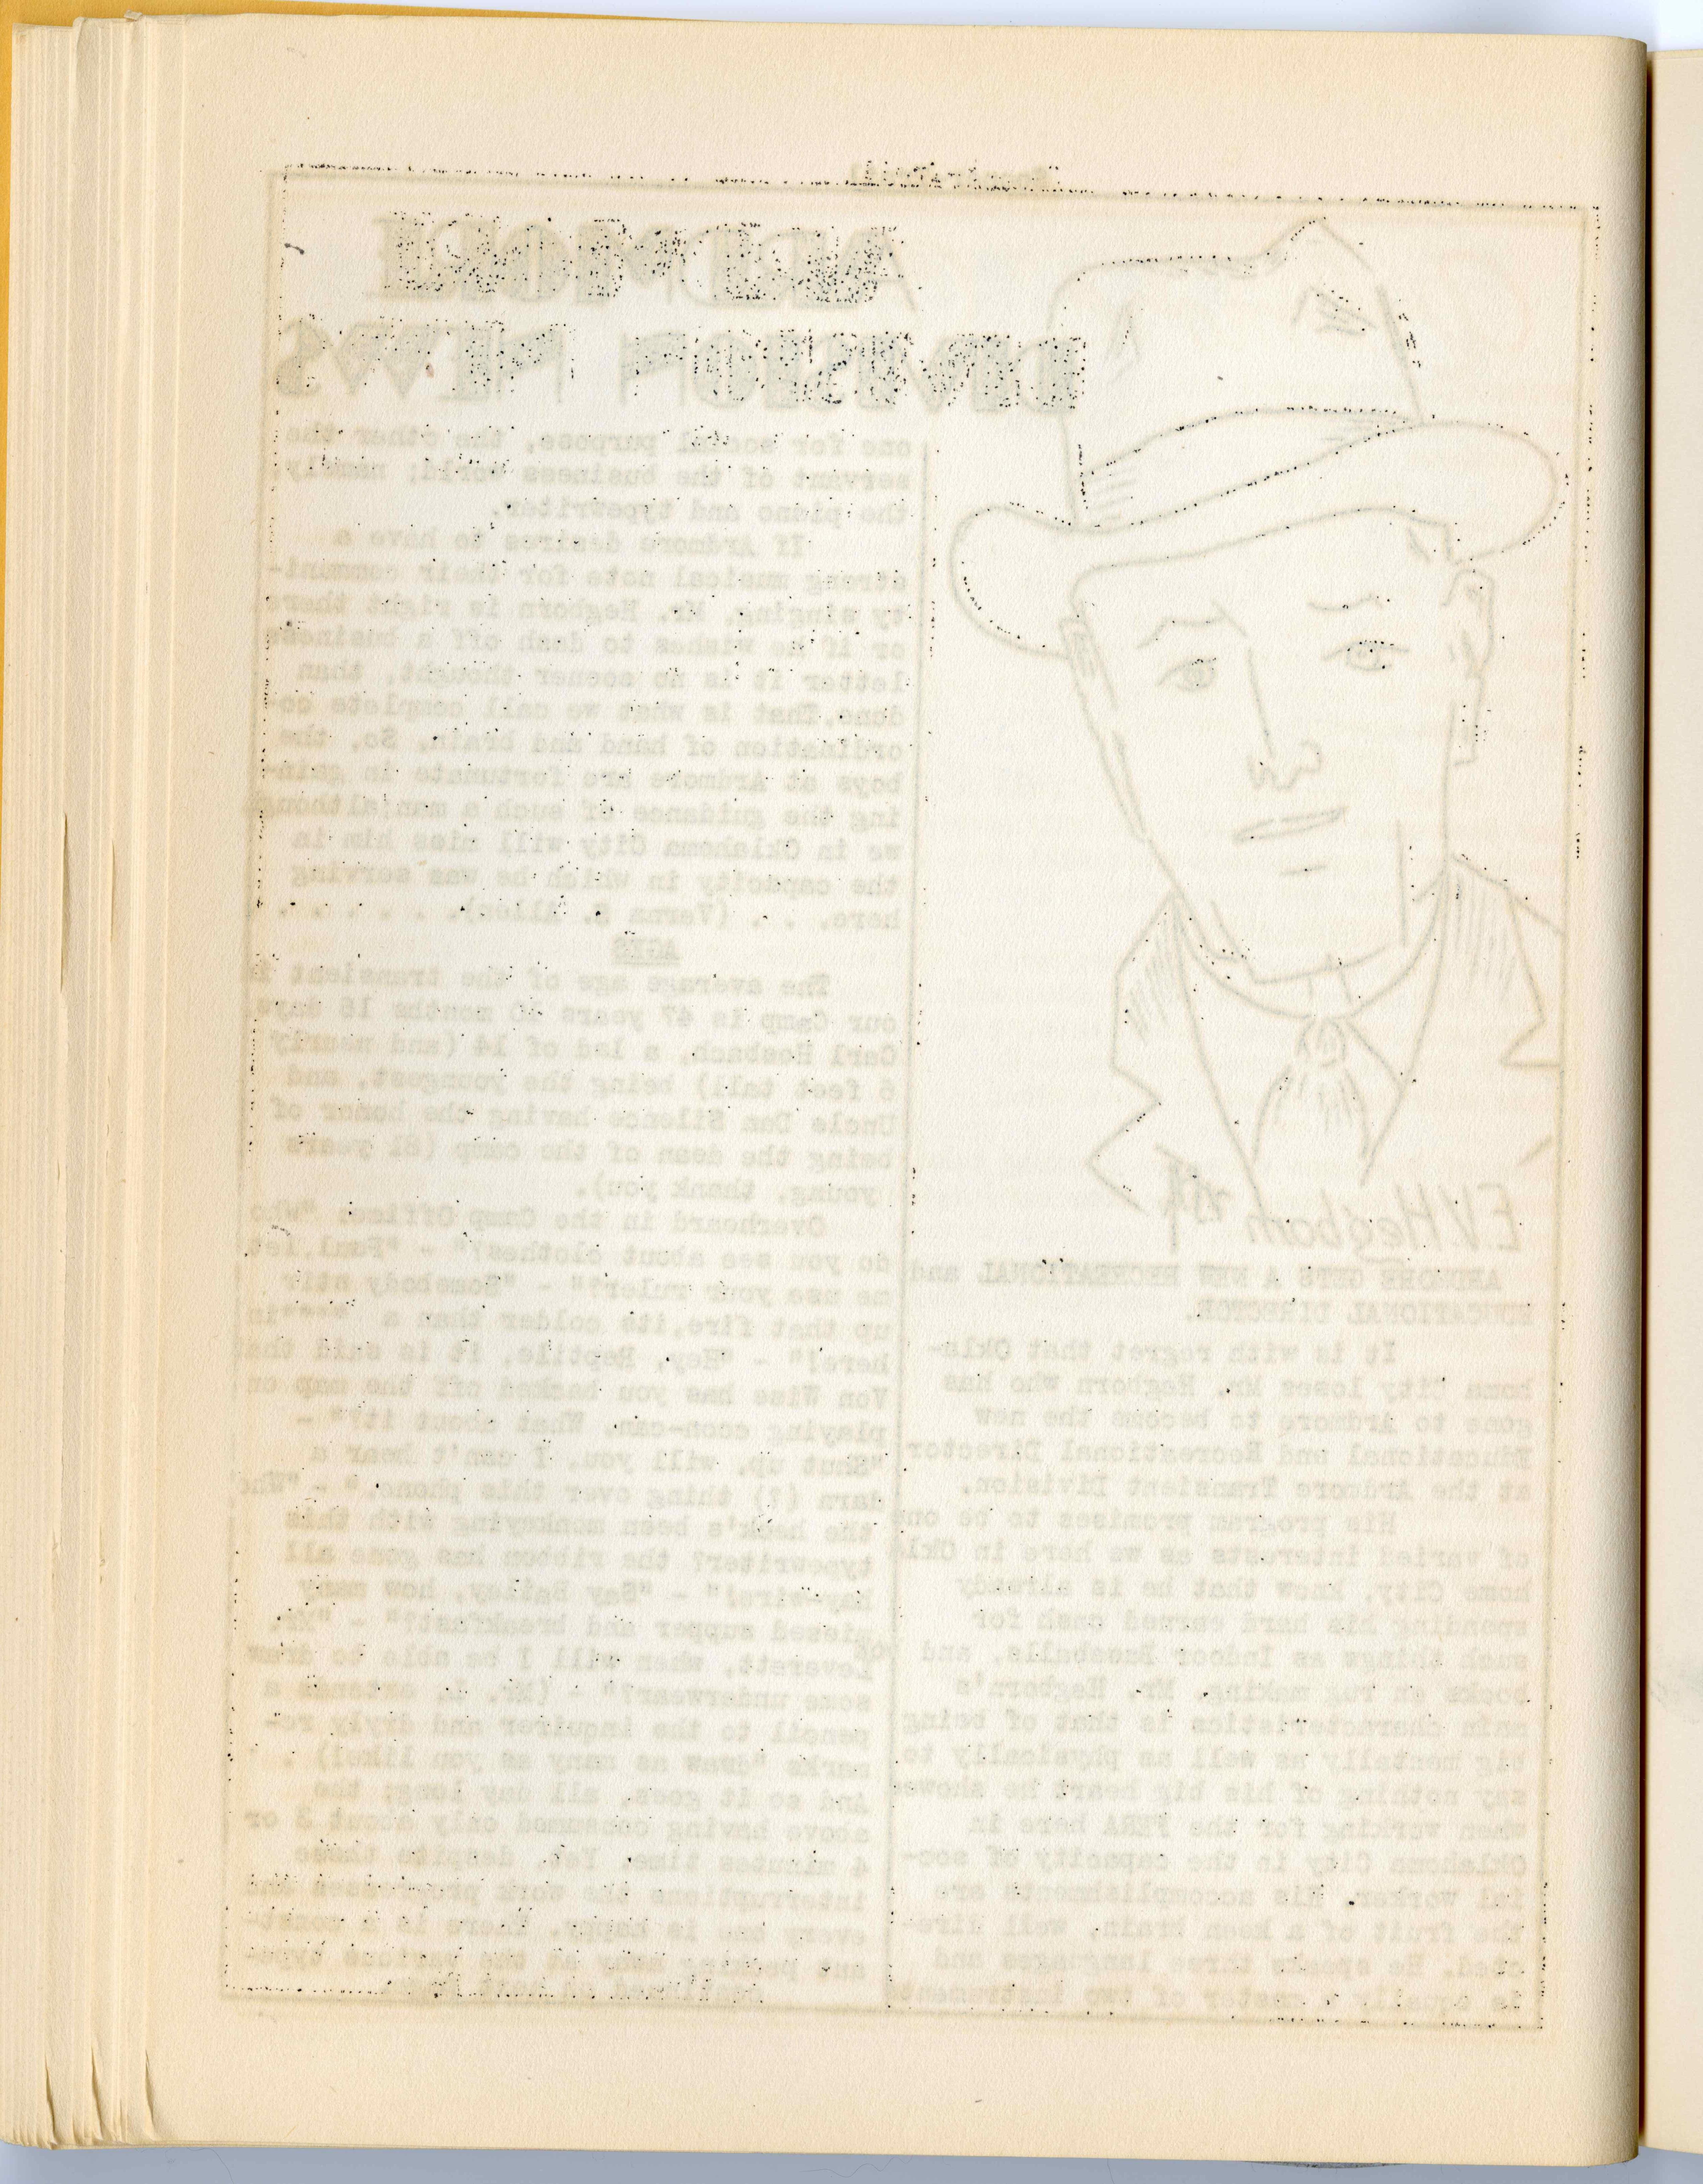 ARDMORE
DIVISION NEWS
E.V. Hegborn
ARDMORE GETS A NEW RECREATIONAL and
EDUCATIONAL DIRECTOR.
It is with regret that Okla-
homa City loses Mr. Hegborn who has
gone to Ardmore to become the new
Educational and Recreational Director
at the Ardmore Transient Division.
His program promises to be one
of varied interests as we here in Okla
homa City, know that he is already
spending his hard earned cash for
such things as Indoor Baseballs, and
books on rug making. Mr. Hegborn's
main characteristics is that of being
big mentally as well as physically to
say nothing of his big heart he showed
when working for the FERA here in
Oklahoma City in the capacity of soc-
ial worker. His accomplishments are
the fruit of a keen brain, well dire-
cted. He speaks three languages and
is equally a master of two instruments
one for social purpose, the other the
servant of the business world; namely,
the piano and typewriter.
If Ardmore desires to have a
strong musical note for their communi-
ty singing, Mr. Hegborn is right there,
or if he wishes to dash off a business
letter it is no sooner thought, than
done. That is what we call complete co-
ordination of hand and brain. So, the
boys at Ardmore are fortunate in gain-
ing the guidance of such a man; although
we in Oklahoma City will miss him in
the capacity in which he was serving
here. . . (Verna B. Allen). . . . . . .
AGES
The average age of the transient in
our Camp is 47 years 10 months 16 days
Carl Hosbach, a lad of 14 (and nearly
6 feet tall) being the youngest, and
Uncle Dan Silence having the honor of
being the dean of the camp (81 years
young, thank you).
Overheard in the Camp Office: "Who
do you see about clothes?" - "Paul, let
me use your ruler?" - "Somebody stir
up that fire, its colder than a ****in
here!" - "Hey, Reptile, it is said that
Von Wise has you backed off the map on
playing coon-can. What about it?" -
"Shut up, will you. I can't hear a
darn (?) thing over this phone." - "Who
the heck's been monkeying with this
typewriter? the ribbon has gone all
hay-wire!" - "Say Bailey, how many
missed supper and breakfast?" - "Mr.
Leverett, when will I be able to draw
some underwear?" - (Mr. L. extends a
pencil to the inquirer and dryly re-
marks "draw as many as you like!) .
And so it goes, all day long; the
above having consumed only about 3 or
4 minutes time. Yet, despite these
interruptions the work progresses and
every one is happy. There is a const-
ant pecking away at the various type-